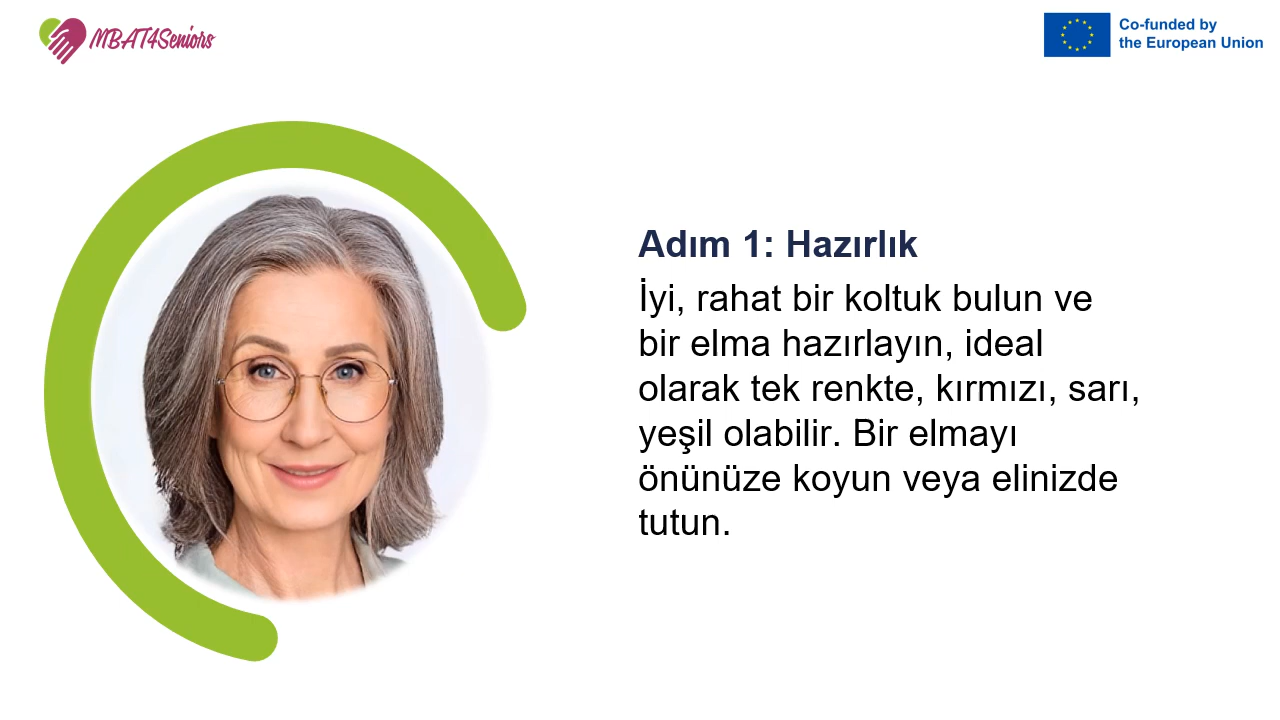 MBAT4Seniors
Co-funded by
the European Union
Adım 1: Hazırlık
İyi, rahat bir koltuk bulun ve
bir elma hazırlayın, ideal
olarak tek renkte, kırmızı, sarı,
yeşil olabilir. Bir elmayı
önünüze koyun veya elinizde
tutun.